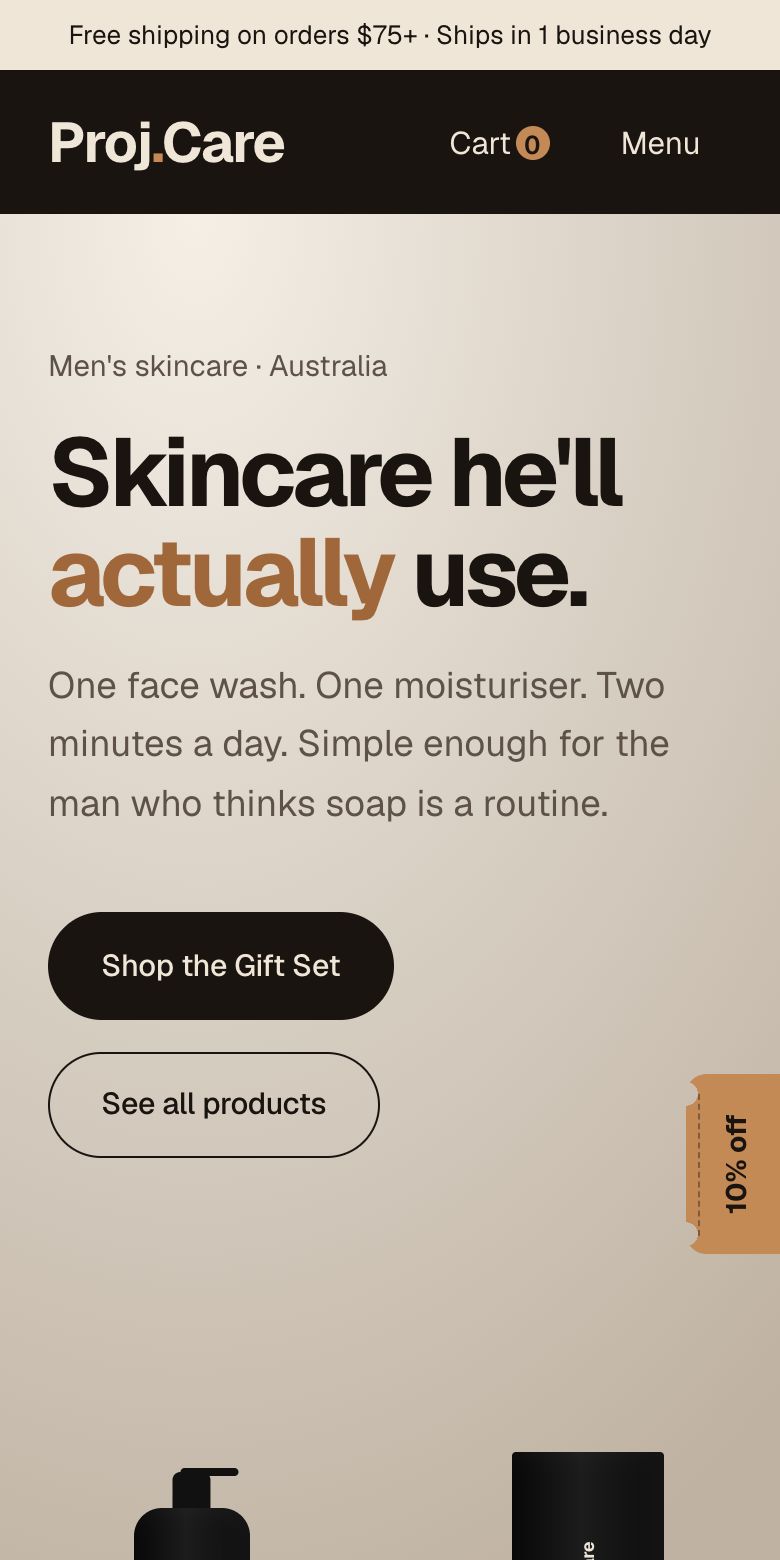 Free shipping on orders $75+ · Ships in 1 business day
Proj.Care
Cart 0
Menu
Men's skincare · Australia
Skincare he'll
actually use.
One face wash. One moisturiser. Two
minutes a day. Simple enough for the
man who thinks soap is a routine.
Shop the Gift Set
See all products
10% off